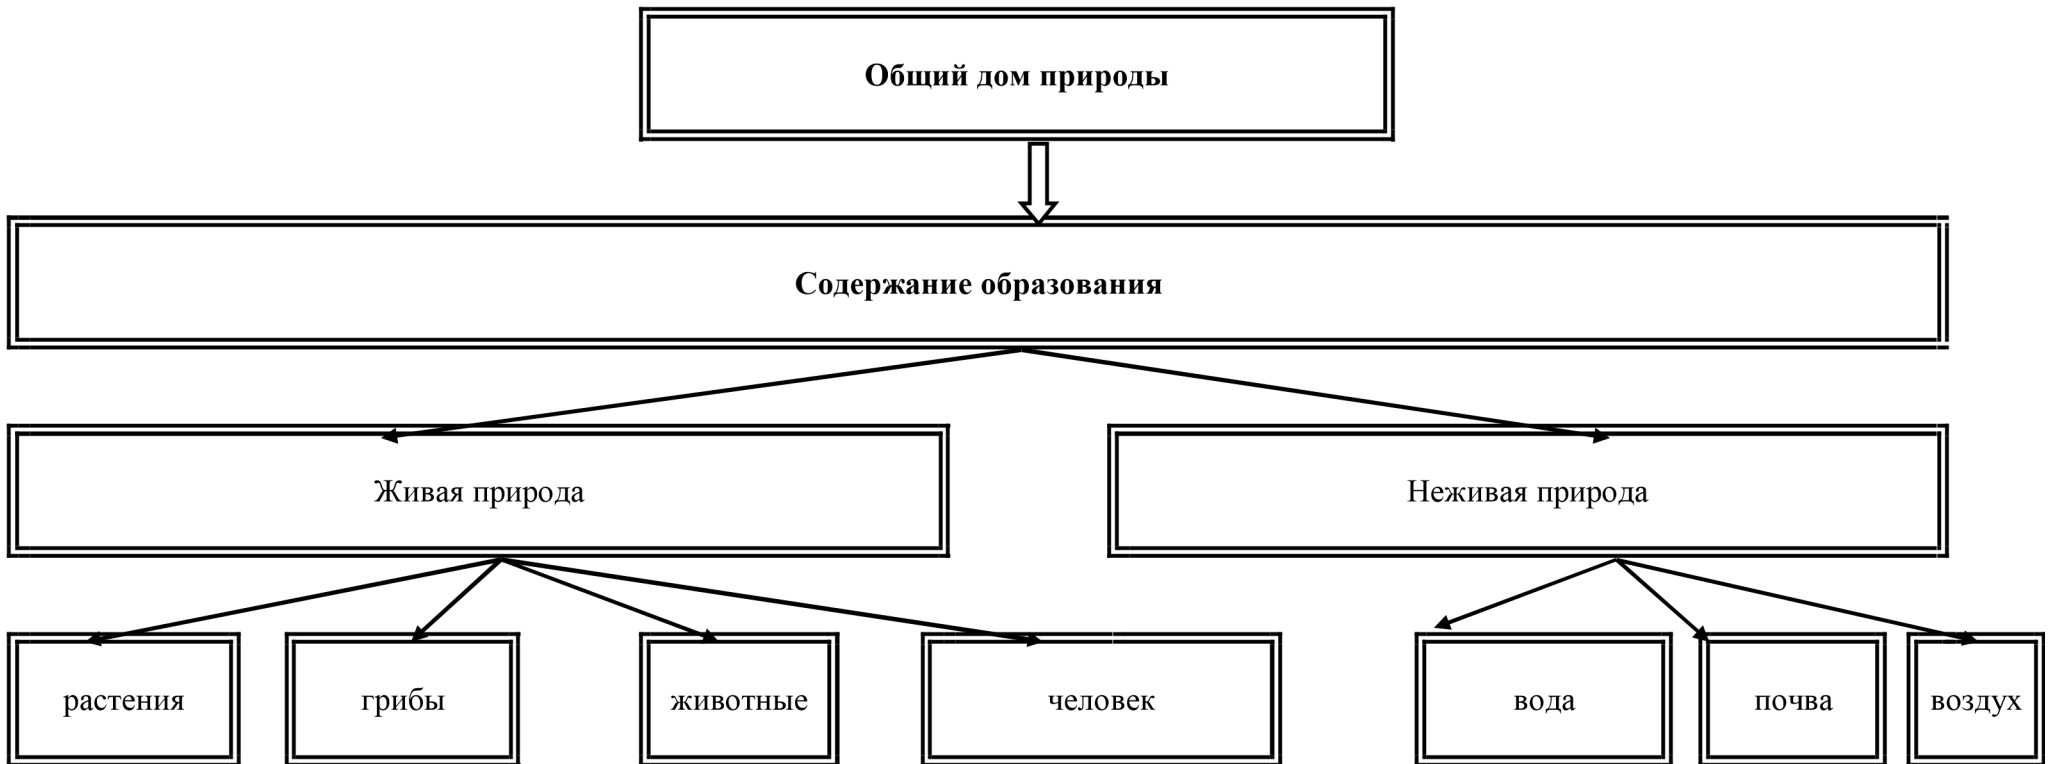 Общий дом природы
Содержание образования
Живая природа
Неживая природа
растения
грибы
животные
человек
вода
почва
воздух